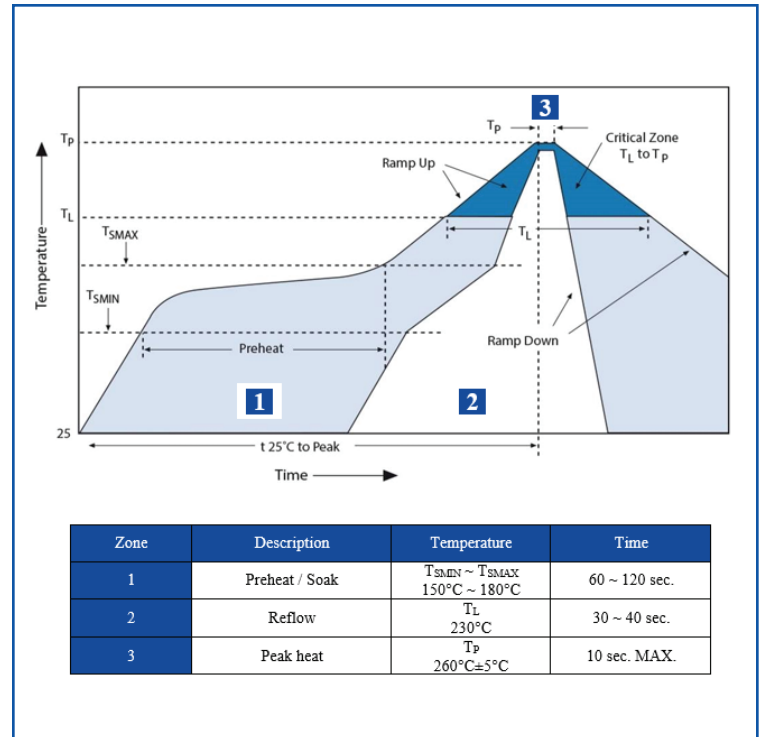 3
TP
Critical Zone
TL to TP
TP
Ramp Up
TL
TSMAX
TL
TSMIN
Temperature
Preheat
Ramp Down
1
2
25
t 25°C to Peak
Time
Zone Description Temperature Time
1 Preheat / Soak TSMIN ~ TSMAX 60 ~ 120 sec.
150°C ~ 180°C
2 Reflow TL 30 ~ 40 sec.
230°C
3 Peak heat TP 10 sec. MAX.
260°C±5°C